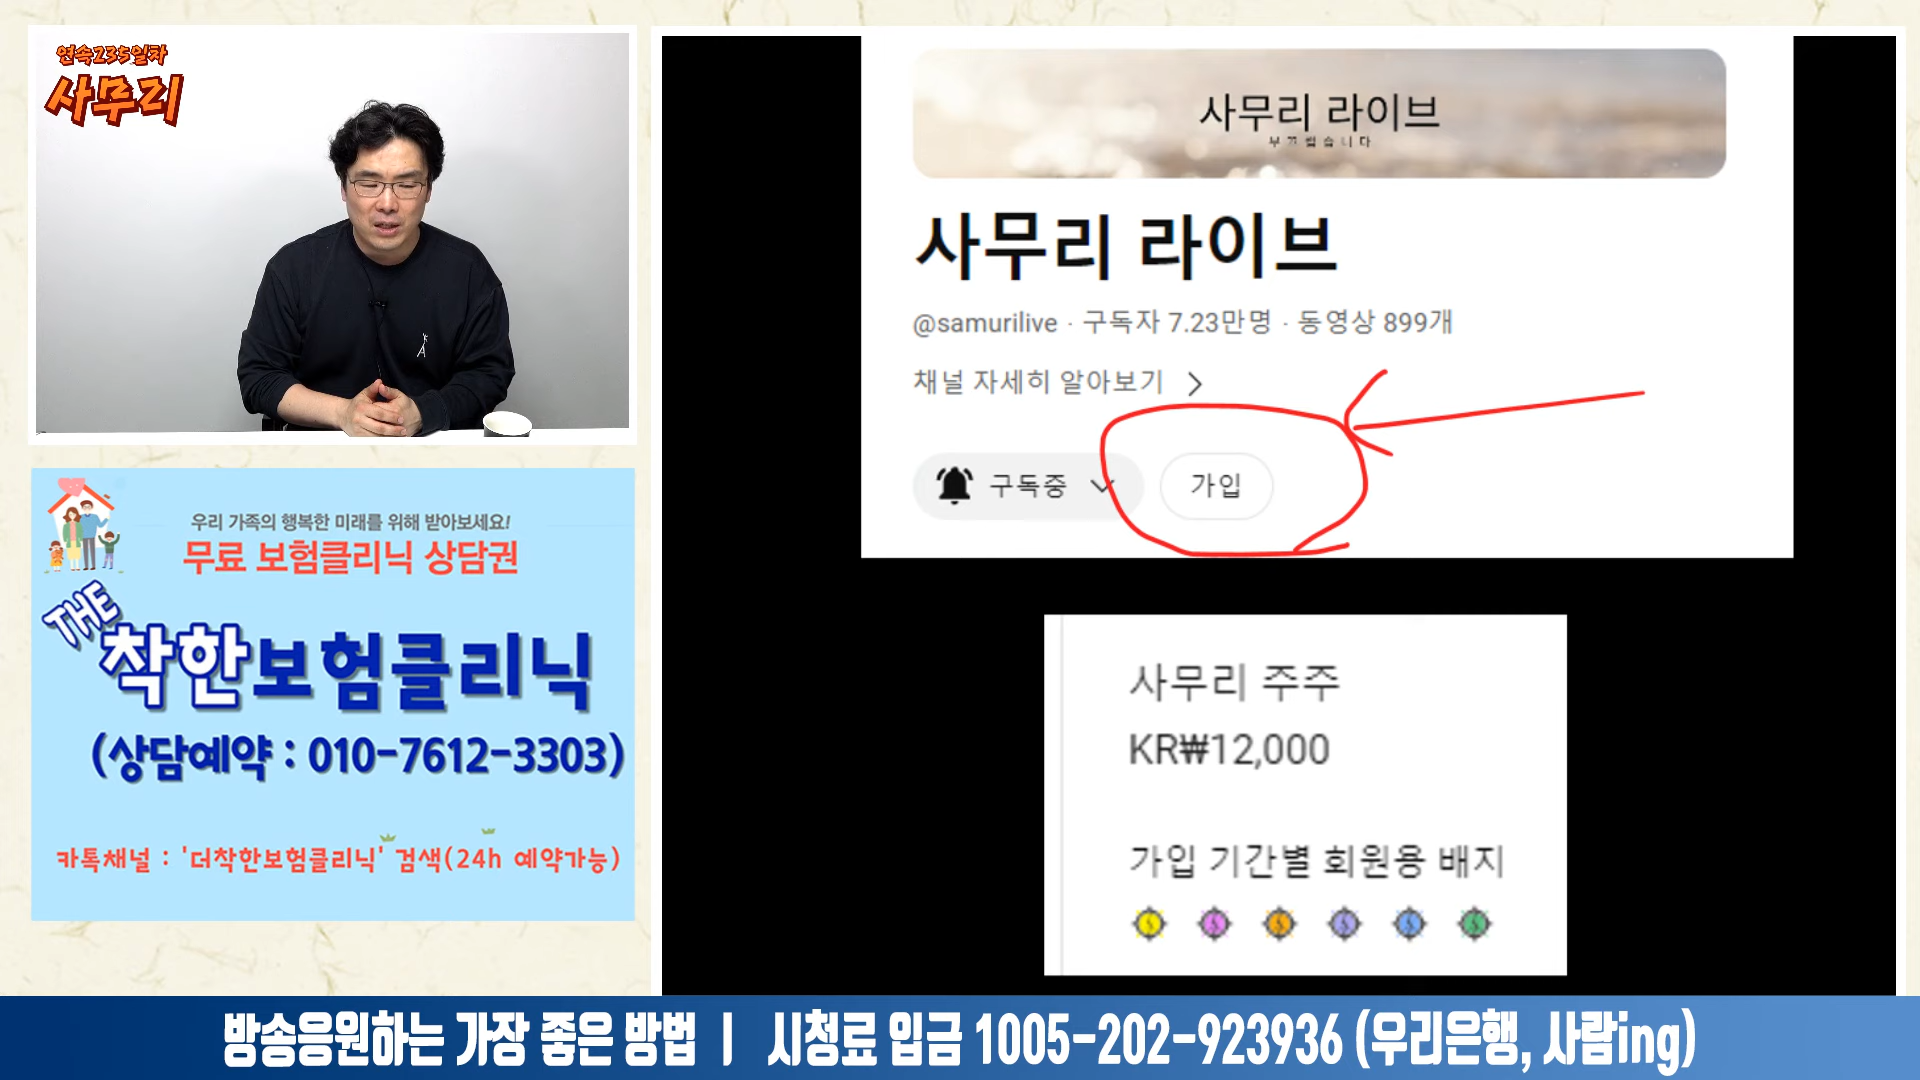 연속235일차
사무리
우리 가족의 행복한 미래를 위해 받아보세요!
무료 보험클리닉 상담권
THE
착한보험클리닉
(상담예약 : 010-7612-3303)
카톡채널 : '더착한보험클리닉' 검색(24h 예약가능)
사무리 라이브
부끄럽습니다
사무리 라이브
@samurilive · 구독자 7.23만명 · 동영상 899개
채널 자세히 알아보기
구독중
가입
사무리 주주
KR₩12,000
가입 기간별 회원용 배지
방송응원하는 가장 좋은 방법 | 시청료 입금 1005-202-923936 (우리은행, 사람ing)